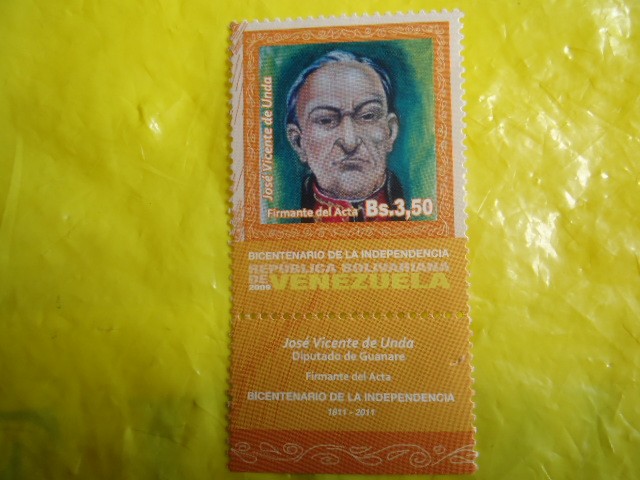 José Vicente de Unda
Firmante del Acta Bs.3,50
BICENTENARIO DE LA INDEPENDENCIA
REPÚBLICA BOLIVARIANA
DE VENEZUELA
2009
José Vicente de Unda
Diputado de Guanare
Firmante del Acta
BICENTENARIO DE LA INDEPENDENCIA
1811 - 2011